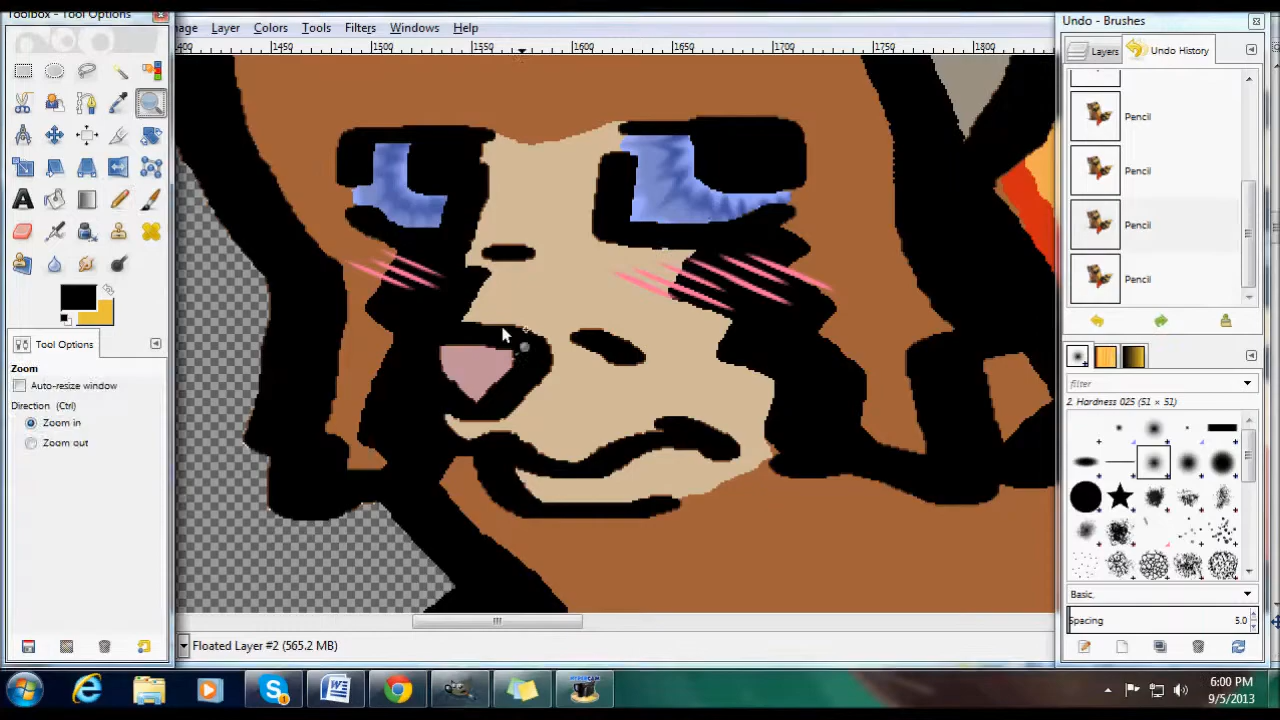 Toolbox - Tool Options
age Layer Colors Tools Filters Windows Help
Undo - Brushes
400 1450 1500 1550 1600 1650 1700 1750 1800
Layers Undo History
Pencil
Pencil
Pencil
Pencil
Tool Options
Zoom
Auto-resize window
Direction (Ctrl)
Zoom in
Zoom out
filter
2. Hardness 025 (51 × 51)
Basic,
Spacing 5.0
Floated Layer #2 (565.2 MB)
HYPERCAM
6:00 PM
9/5/2013